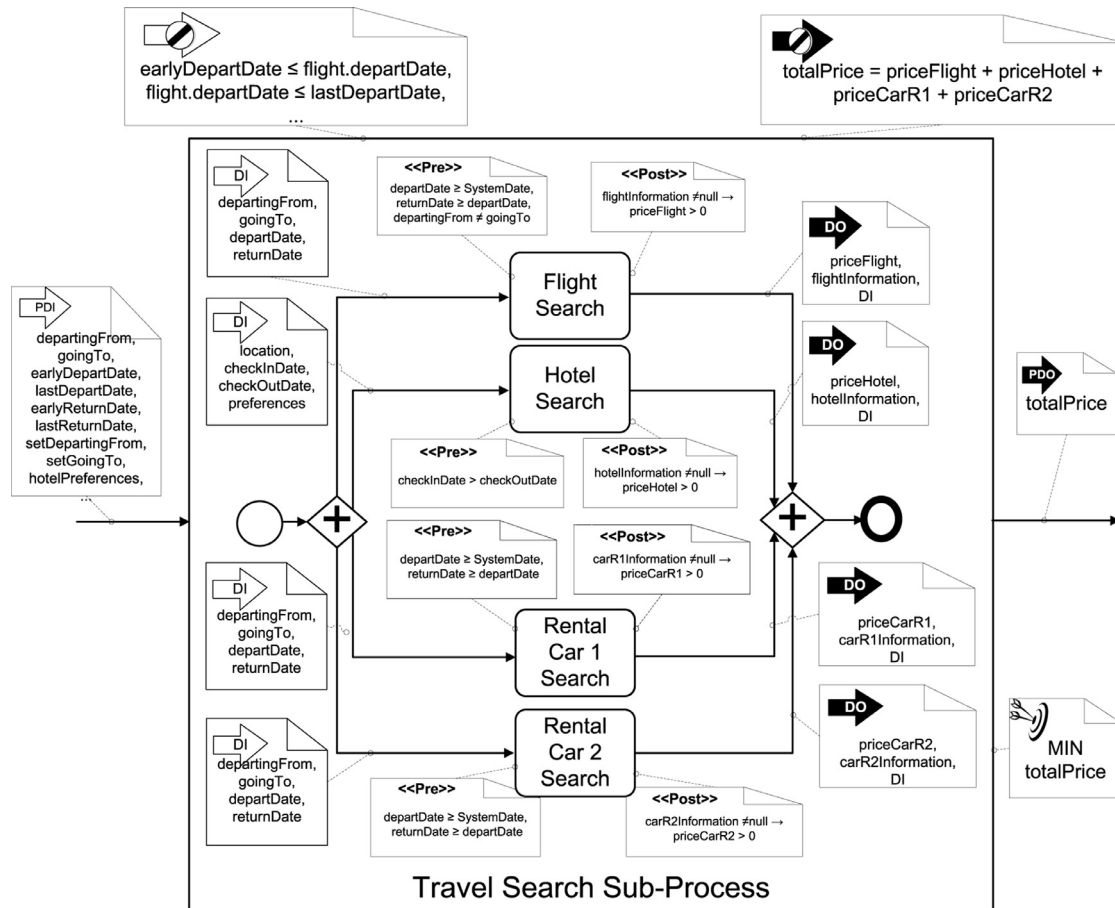 earlyDepartDate ≤ flight.departDate,
flight.departDate ≤ lastDepartDate,
...
totalPrice = priceFlight + priceHotel +
priceCarR1 + priceCarR2
DI
departingFrom,
goingTo,
departDate,
returnDate
<<Pre>>
departDate ≥ SystemDate,
returnDate ≥ departDate,
departingFrom ≠ goingTo
<<Post>>
flightInformation ≠null →
priceFlight > 0
DO
priceFlight,
flightInformation,
DI
Flight
Search
PDI
departingFrom,
goingTo,
earlyDepartDate,
lastDepartDate,
earlyReturnDate,
lastReturnDate,
setDepartingFrom,
setGoingTo,
hotelPreferences,
...
DI
location,
checkInDate,
checkOutDate,
preferences
Hotel
Search
DO
priceHotel,
hotelInformation,
DI
PDO
totalPrice
<<Pre>>
checkInDate > checkOutDate
<<Post>>
hotelInformation ≠null →
priceHotel > 0
<<Pre>>
departDate ≥ SystemDate,
returnDate ≥ departDate
<<Post>>
carR1Information ≠null →
priceCarR1 > 0
DI
departingFrom,
goingTo,
departDate,
returnDate
Rental
Car 1
Search
DO
priceCarR1,
carR1Information,
DI
DI
departingFrom,
goingTo,
departDate,
returnDate
Rental
Car 2
Search
DO
priceCarR2,
carR2Information,
DI
MIN
totalPrice
<<Pre>>
departDate ≥ SystemDate,
returnDate ≥ departDate
<<Post>>
carR2Information ≠null →
priceCarR2 > 0
Travel Search Sub-Process